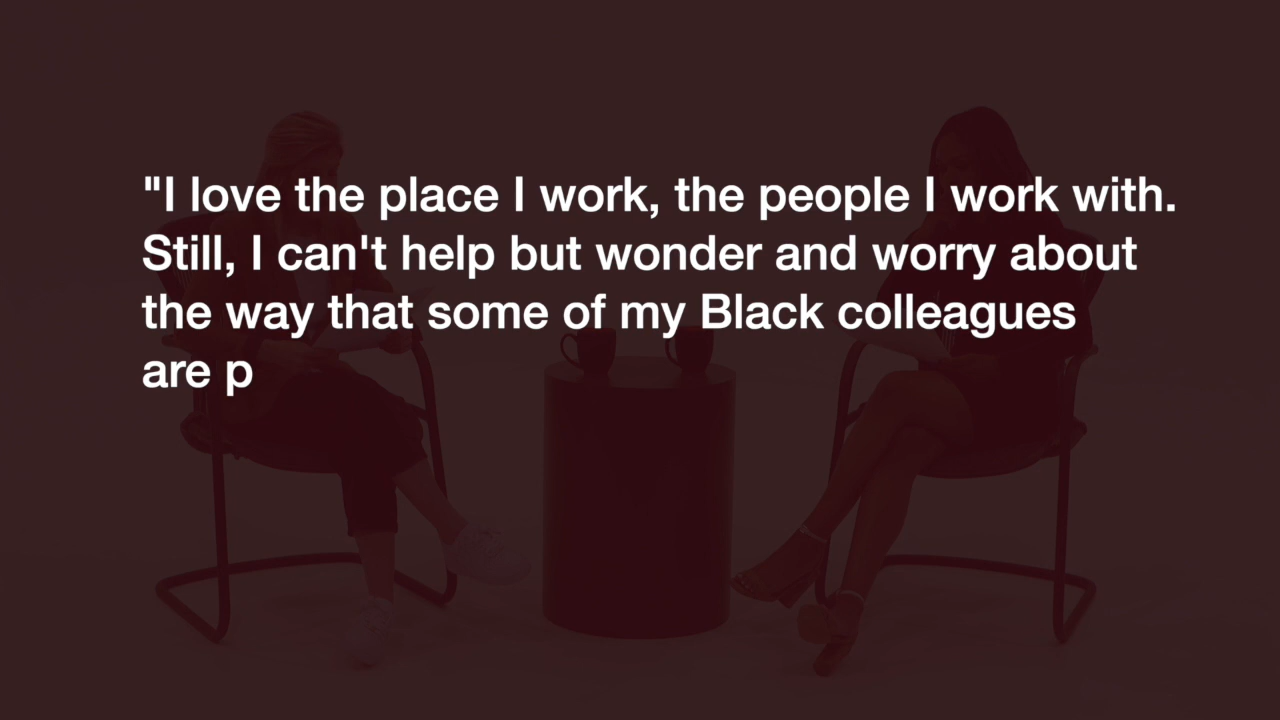 "I love the place I work, the people I work with.
Still, I can't help but wonder and worry about
the way that some of my Black colleagues
are p